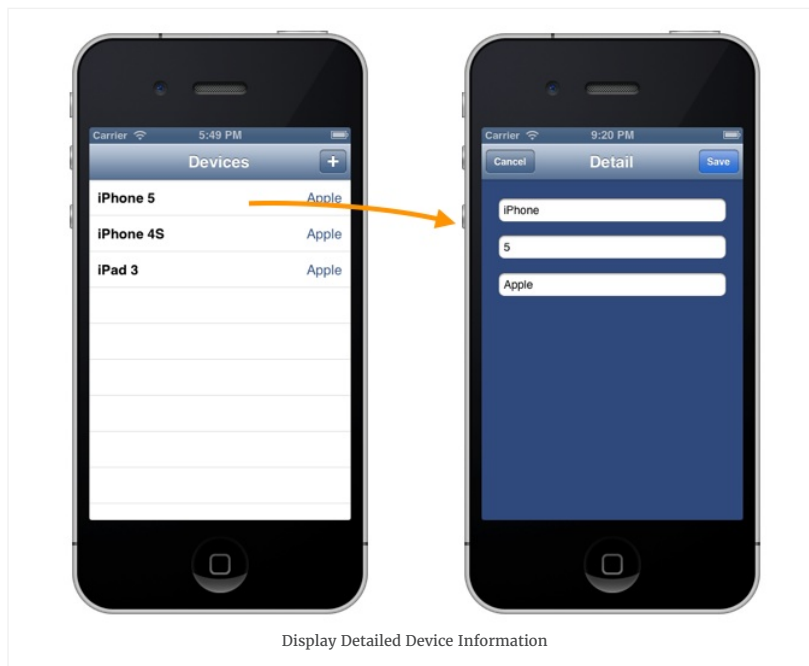 Carrier 5:49 PM
Devices +
iPhone 5 Apple
iPhone 4S Apple
iPad 3 Apple
Carrier 9:20 PM
Cancel Detail Save
iPhone
5
Apple
Display Detailed Device Information